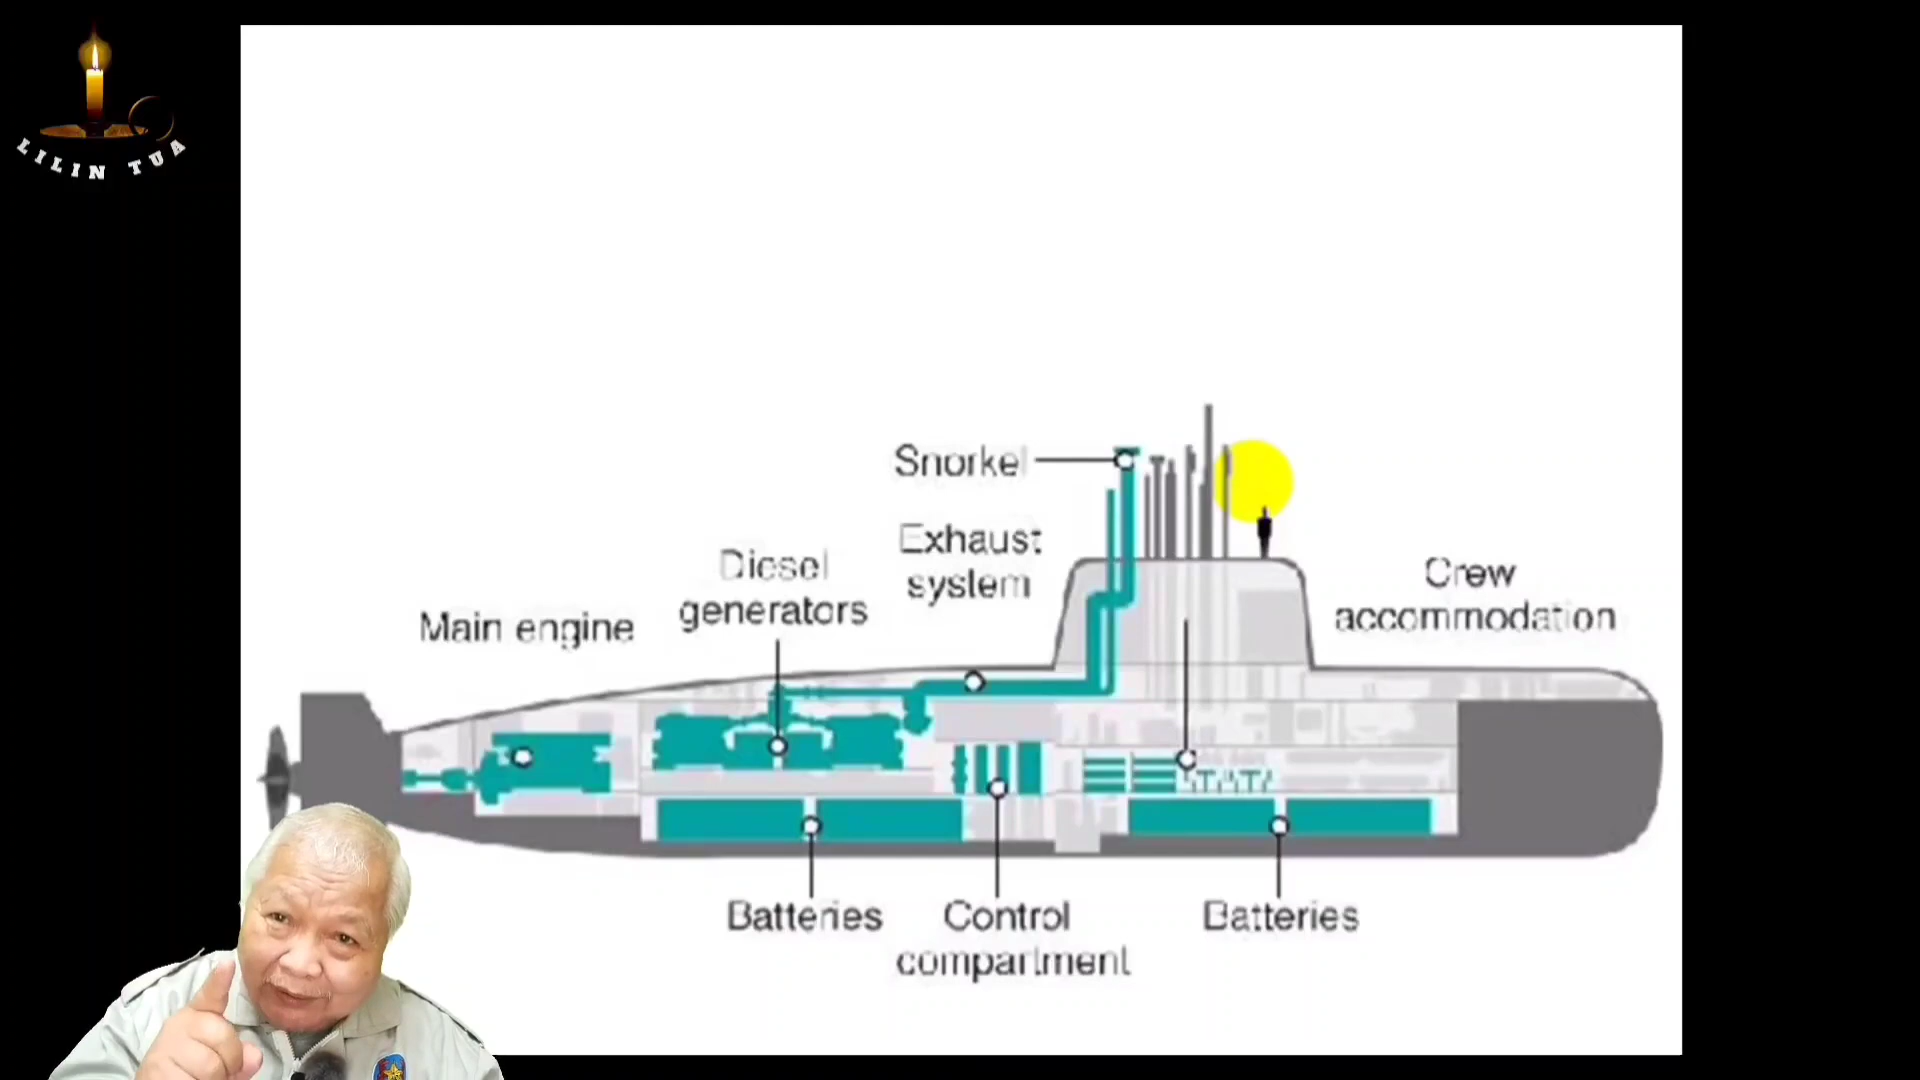 LILIN TUA
Snorkel
Exhaust
system
Diesel
generators
Main engine
Crew
accommodation
Batteries
Control
compartment
Batteries